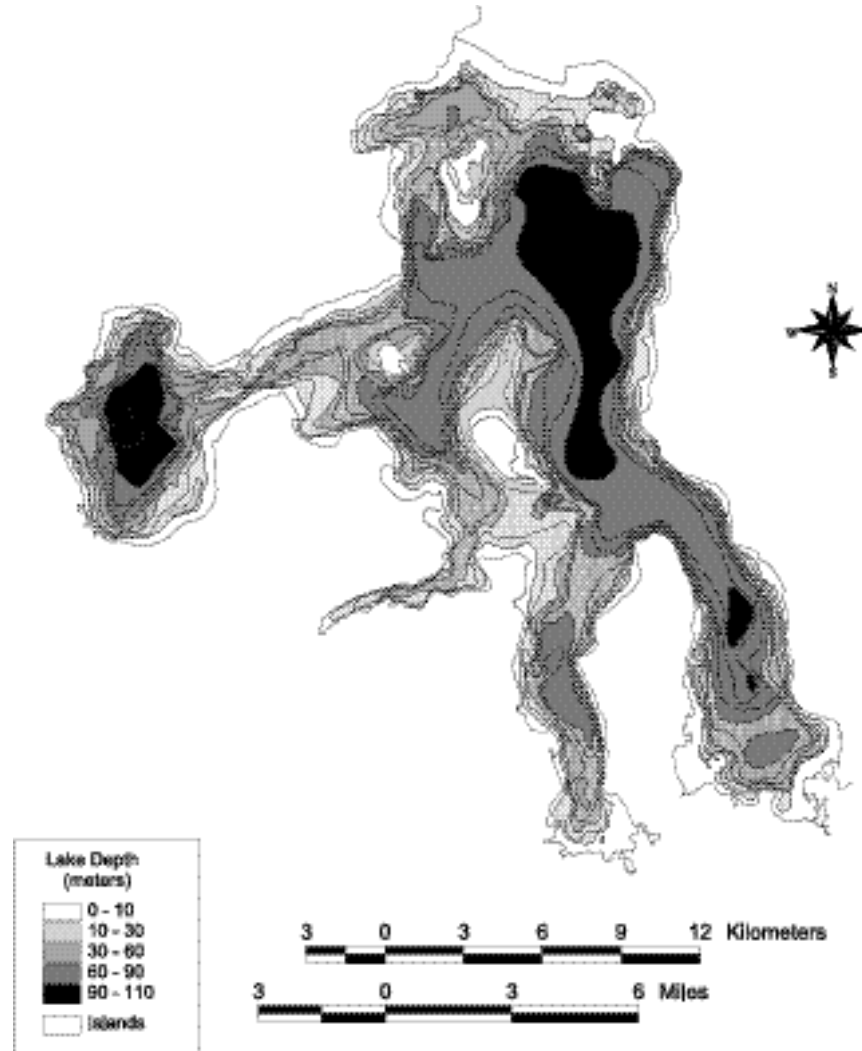 N
W
S
Lake Depth
(meters)
0 - 10
10 - 30
30 - 60
60 - 90
90 - 110
Islands
3 0 3 6 9 12 Kilometers
3 0 3 6 Miles